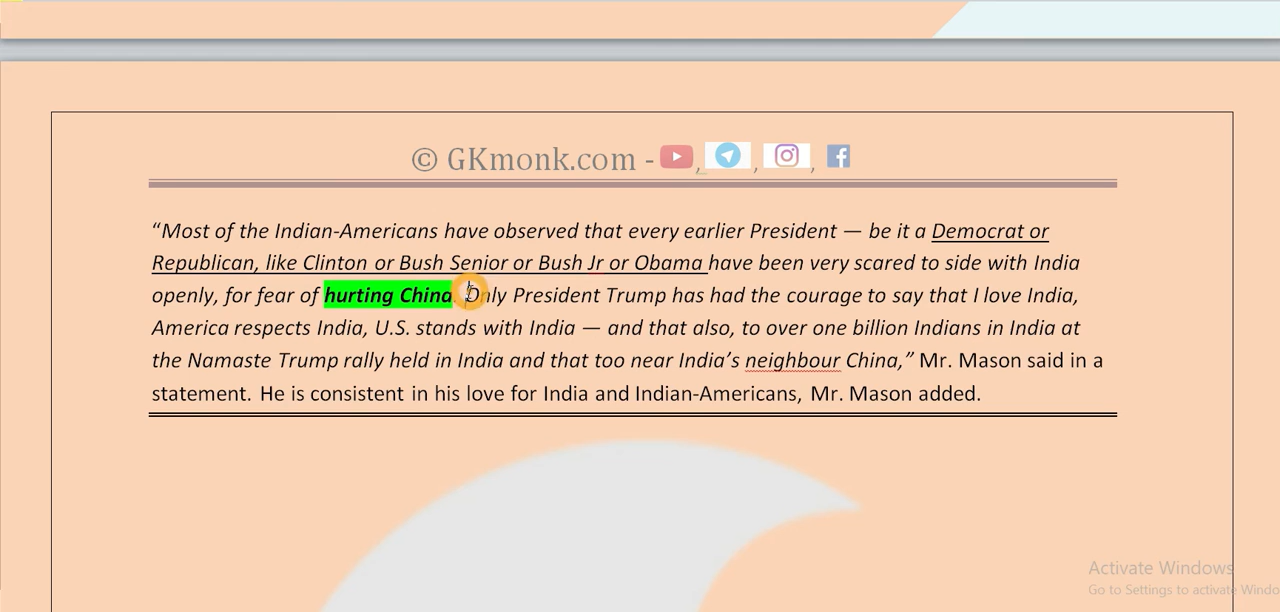 © GKmonk.com - , , ,
“Most of the Indian-Americans have observed that every earlier President — be it a Democrat or
Republican, like Clinton or Bush Senior or Bush Jr or Obama have been very scared to side with India
openly, for fear of hurting China. Only President Trump has had the courage to say that I love India,
America respects India, U.S. stands with India — and that also, to over one billion Indians in India at
the Namaste Trump rally held in India and that too near India’s neighbour China,” Mr. Mason said in a
statement. He is consistent in his love for India and Indian-Americans, Mr. Mason added.
Activate Windows
Go to Settings to activate Windo